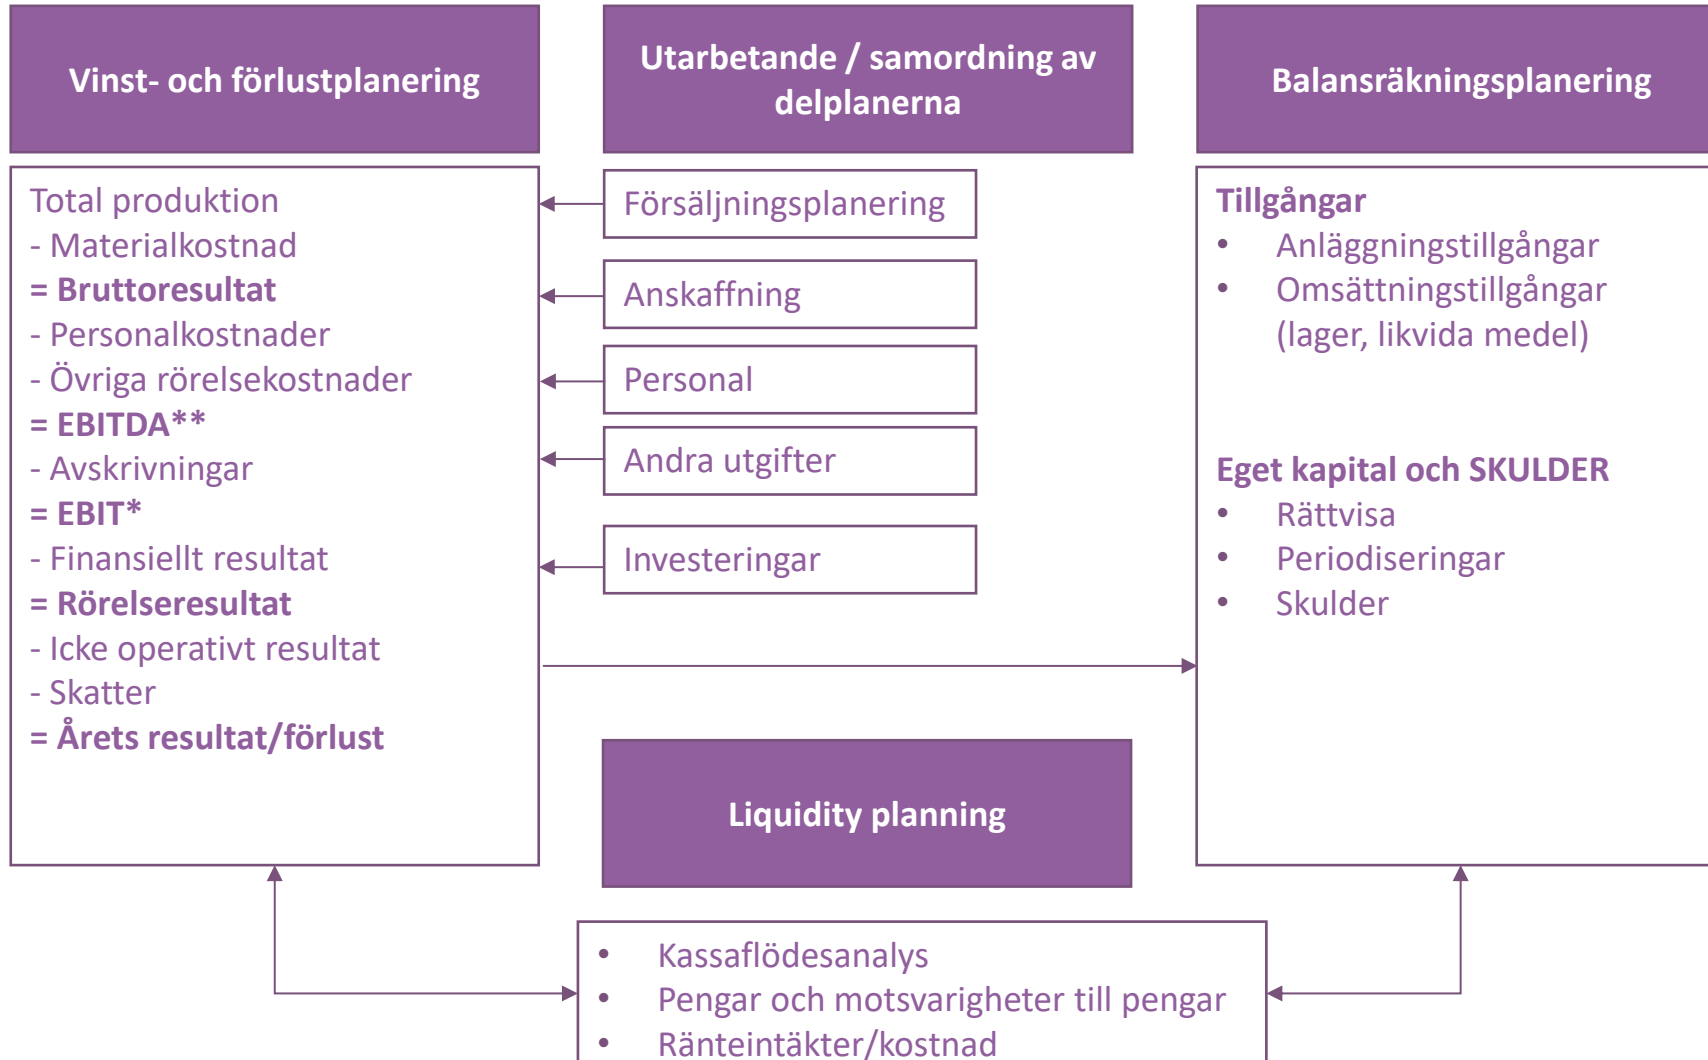 Vinst- och förlustplanering
Utarbetande / samordning av
delplanerna
Balansräkningsplanering
Total produktion
- Materialkostnad
= Bruttoresultat
- Personalkostnader
- Övriga rörelsekostnader
= EBITDA**
- Avskrivningar
= EBIT*
- Finansiellt resultat
= Rörelseresultat
- Icke operativt resultat
- Skatter
= Årets resultat/förlust
Försäljningsplanering
Anskaffning
Personal
Andra utgifter
Investeringar
Tillgångar
• Anläggningstillgångar
• Omsättningstillgångar
(lager, likvida medel)
Eget kapital och SKULDER
• Rättvisa
• Periodiseringar
• Skulder
Liquidity planning
• Kassaflödesanalys
• Pengar och motsvarigheter till pengar
• Ränteintäkter/kostnad